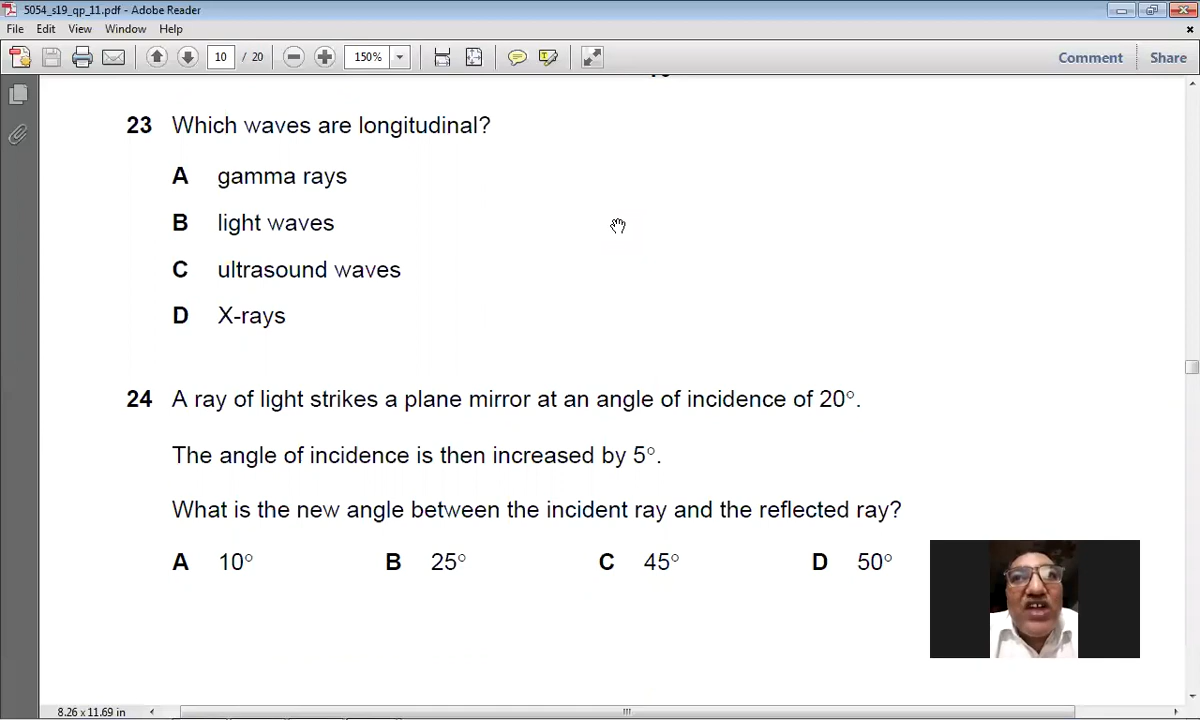 5054_s19_qp_11.pdf - Adobe Reader
File Edit View Window Help
10 / 20 150% Comment Share
23 Which waves are longitudinal?
A gamma rays
B light waves
C ultrasound waves
D X-rays
24 A ray of light strikes a plane mirror at an angle of incidence of 20°.
The angle of incidence is then increased by 5°.
What is the new angle between the incident ray and the reflected ray?
A 10° B 25° C 45° D 50°
8.26 x 11.69 in